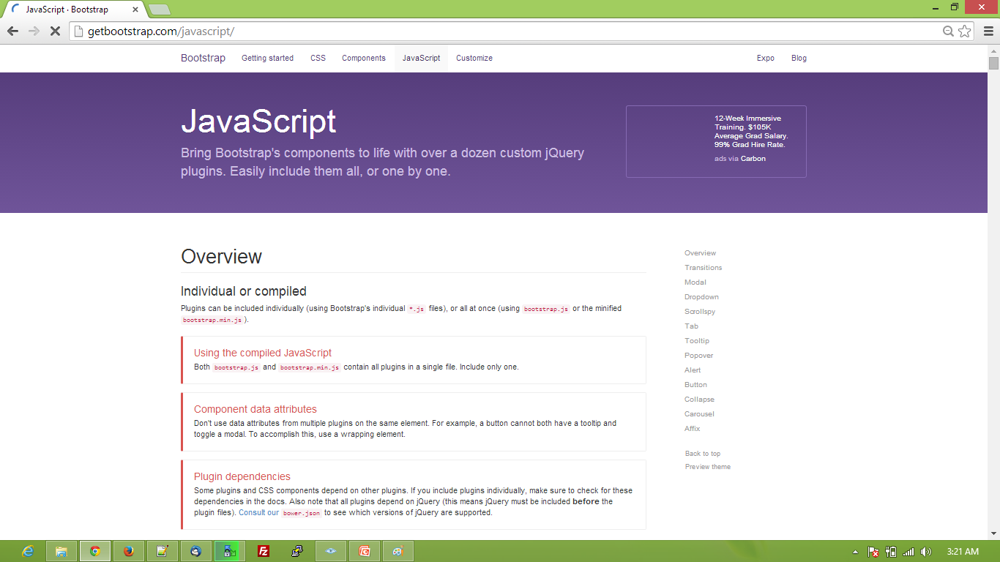 JavaScript · Bootstrap
getbootstrap.com/javascript/
Bootstrap Getting started CSS Components JavaScript Customize Expo Blog
JavaScript
Bring Bootstrap's components to life with over a dozen custom jQuery
plugins. Easily include them all, or one by one.
12-Week Immersive
Training. $105K
Average Grad Salary.
99% Grad Hire Rate.
ads via Carbon
Overview
Individual or compiled
Plugins can be included individually (using Bootstrap's individual *.js files), or all at once (using bootstrap.js or the minified
bootstrap.min.js ).
Using the compiled JavaScript
Both bootstrap.js and bootstrap.min.js contain all plugins in a single file. Include only one.
Component data attributes
Don't use data attributes from multiple plugins on the same element. For example, a button cannot both have a tooltip and
toggle a modal. To accomplish this, use a wrapping element.
Plugin dependencies
Some plugins and CSS components depend on other plugins. If you include plugins individually, make sure to check for these
dependencies in the docs. Also note that all plugins depend on jQuery (this means jQuery must be included before the
plugin files). Consult our bower.json to see which versions of jQuery are supported.
Overview
Transitions
Modal
Dropdown
Scrollspy
Tab
Tooltip
Popover
Alert
Button
Collapse
Carousel
Affix
Back to top
Preview theme
Fz
3:21 AM